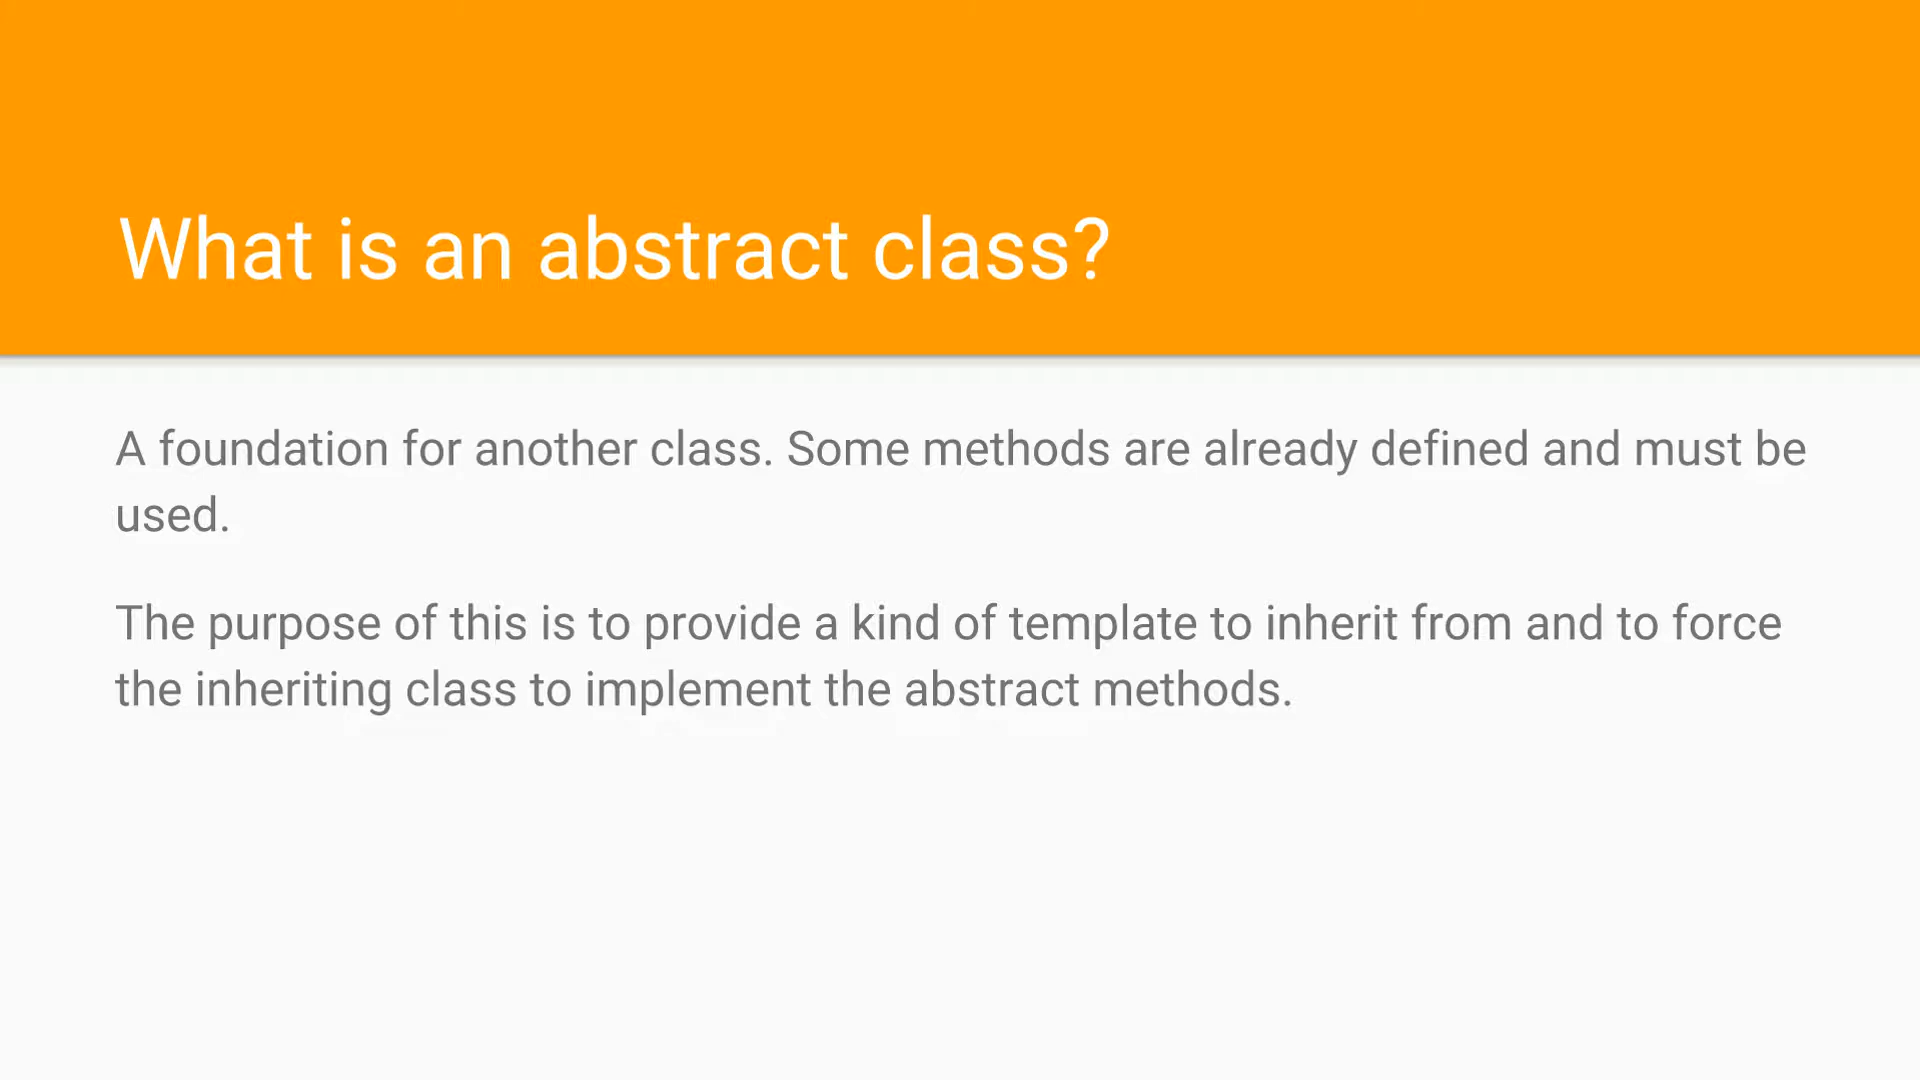 What is an abstract class?
A foundation for another class. Some methods are already defined and must be
used.
The purpose of this is to provide a kind of template to inherit from and to force
the inheriting class to implement the abstract methods.